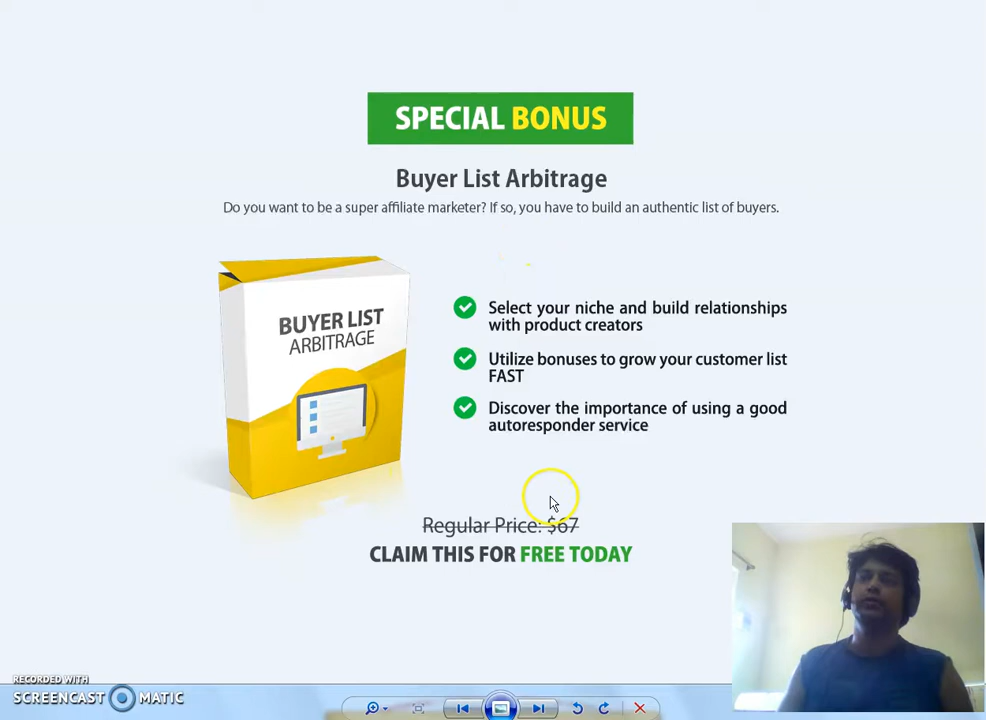 SPECIAL BONUS
Buyer List Arbitrage
Do you want to be a super affiliate marketer? If so, you have to build an authentic list of buyers.
BUYER LIST
ARBITRAGE
Select your niche and build relationships
with product creators
Utilize bonuses to grow your customer list
FAST
Discover the importance of using a good
autoresponder service
Regular Price: $67
CLAIM THIS FOR FREE TODAY
RECORDED WITH
SCREENCAST MATIC